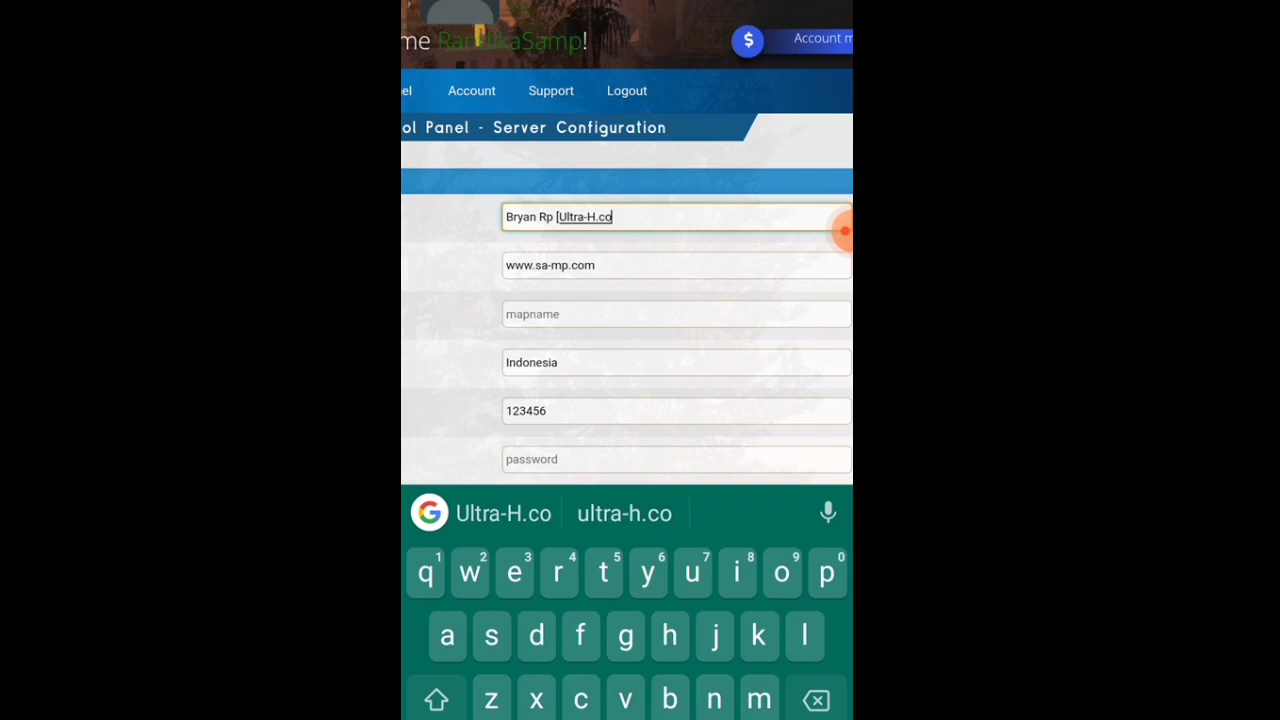 me RandikaSamp!
$ Account m
el Account Support Logout
ol Panel - Server Configuration
Bryan Rp [Ultra-H.co
www.sa-mp.com
mapname
Indonesia
123456
password
G Ultra-H.co ultra-h.co
q1 w2 e3 r4 t5 y6 u7 i8 o9 p0
a s d f g h j k l
z x c v b n m